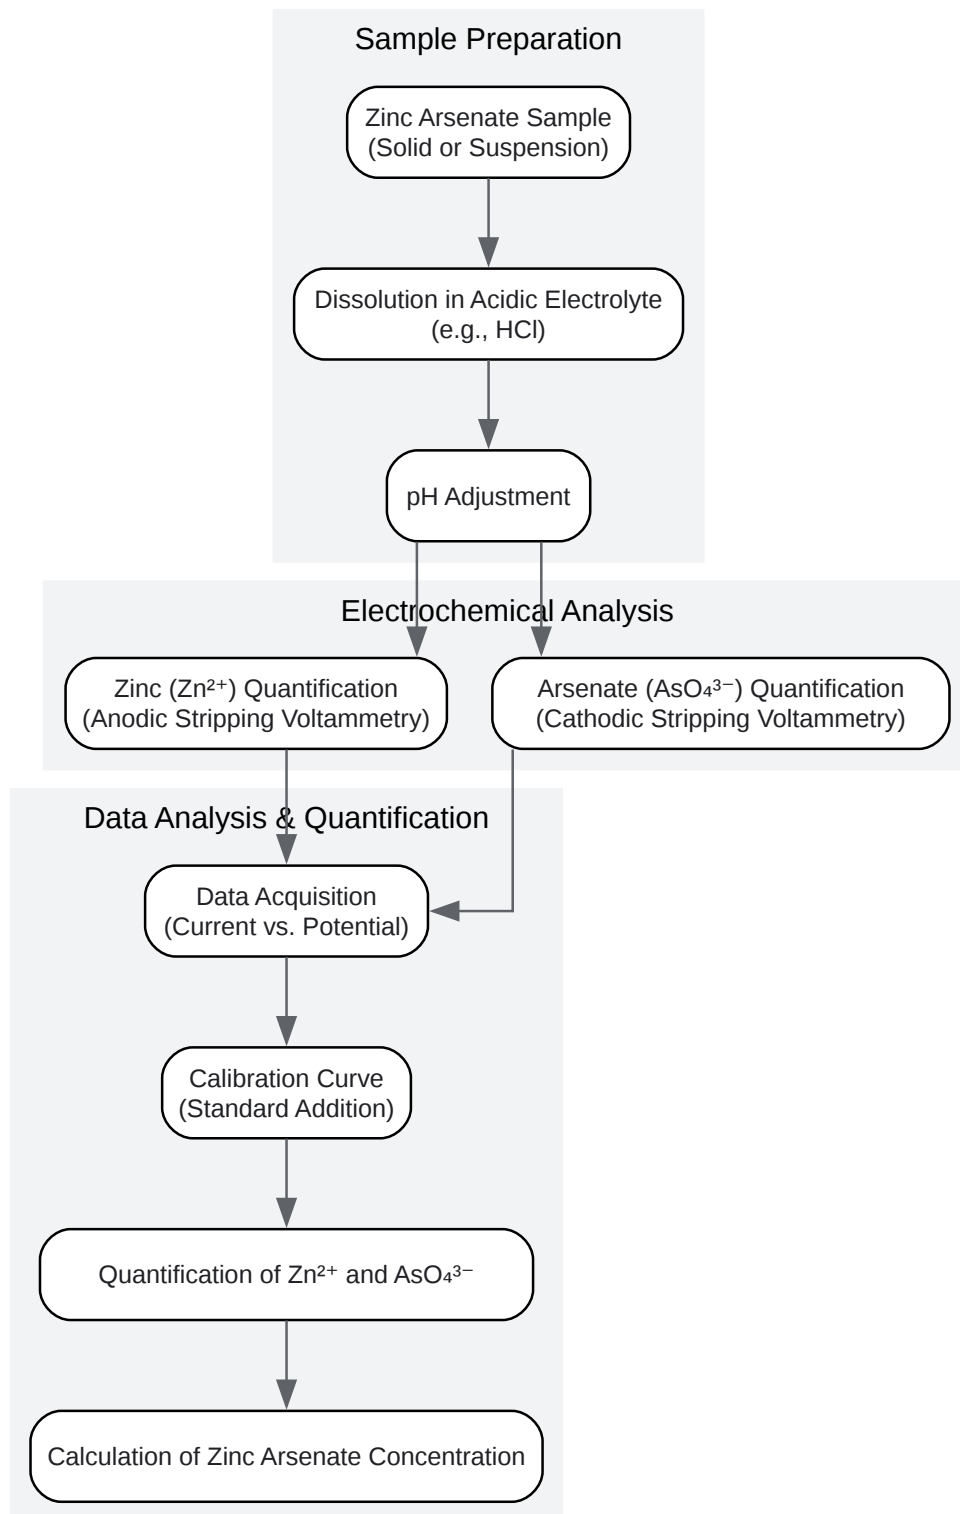 Sample Preparation
Zinc Arsenate Sample
(Solid or Suspension)
Dissolution in Acidic Electrolyte
(e.g., HCl)
pH Adjustment
Electrochemical Analysis
Zinc (Zn²⁺) Quantification
(Anodic Stripping Voltammetry)
Arsenate (AsO₄³⁻) Quantification
(Cathodic Stripping Voltammetry)
Data Analysis & Quantification
Data Acquisition
(Current vs. Potential)
Calibration Curve
(Standard Addition)
Quantification of Zn²⁺ and AsO₄³⁻
Calculation of Zinc Arsenate Concentration